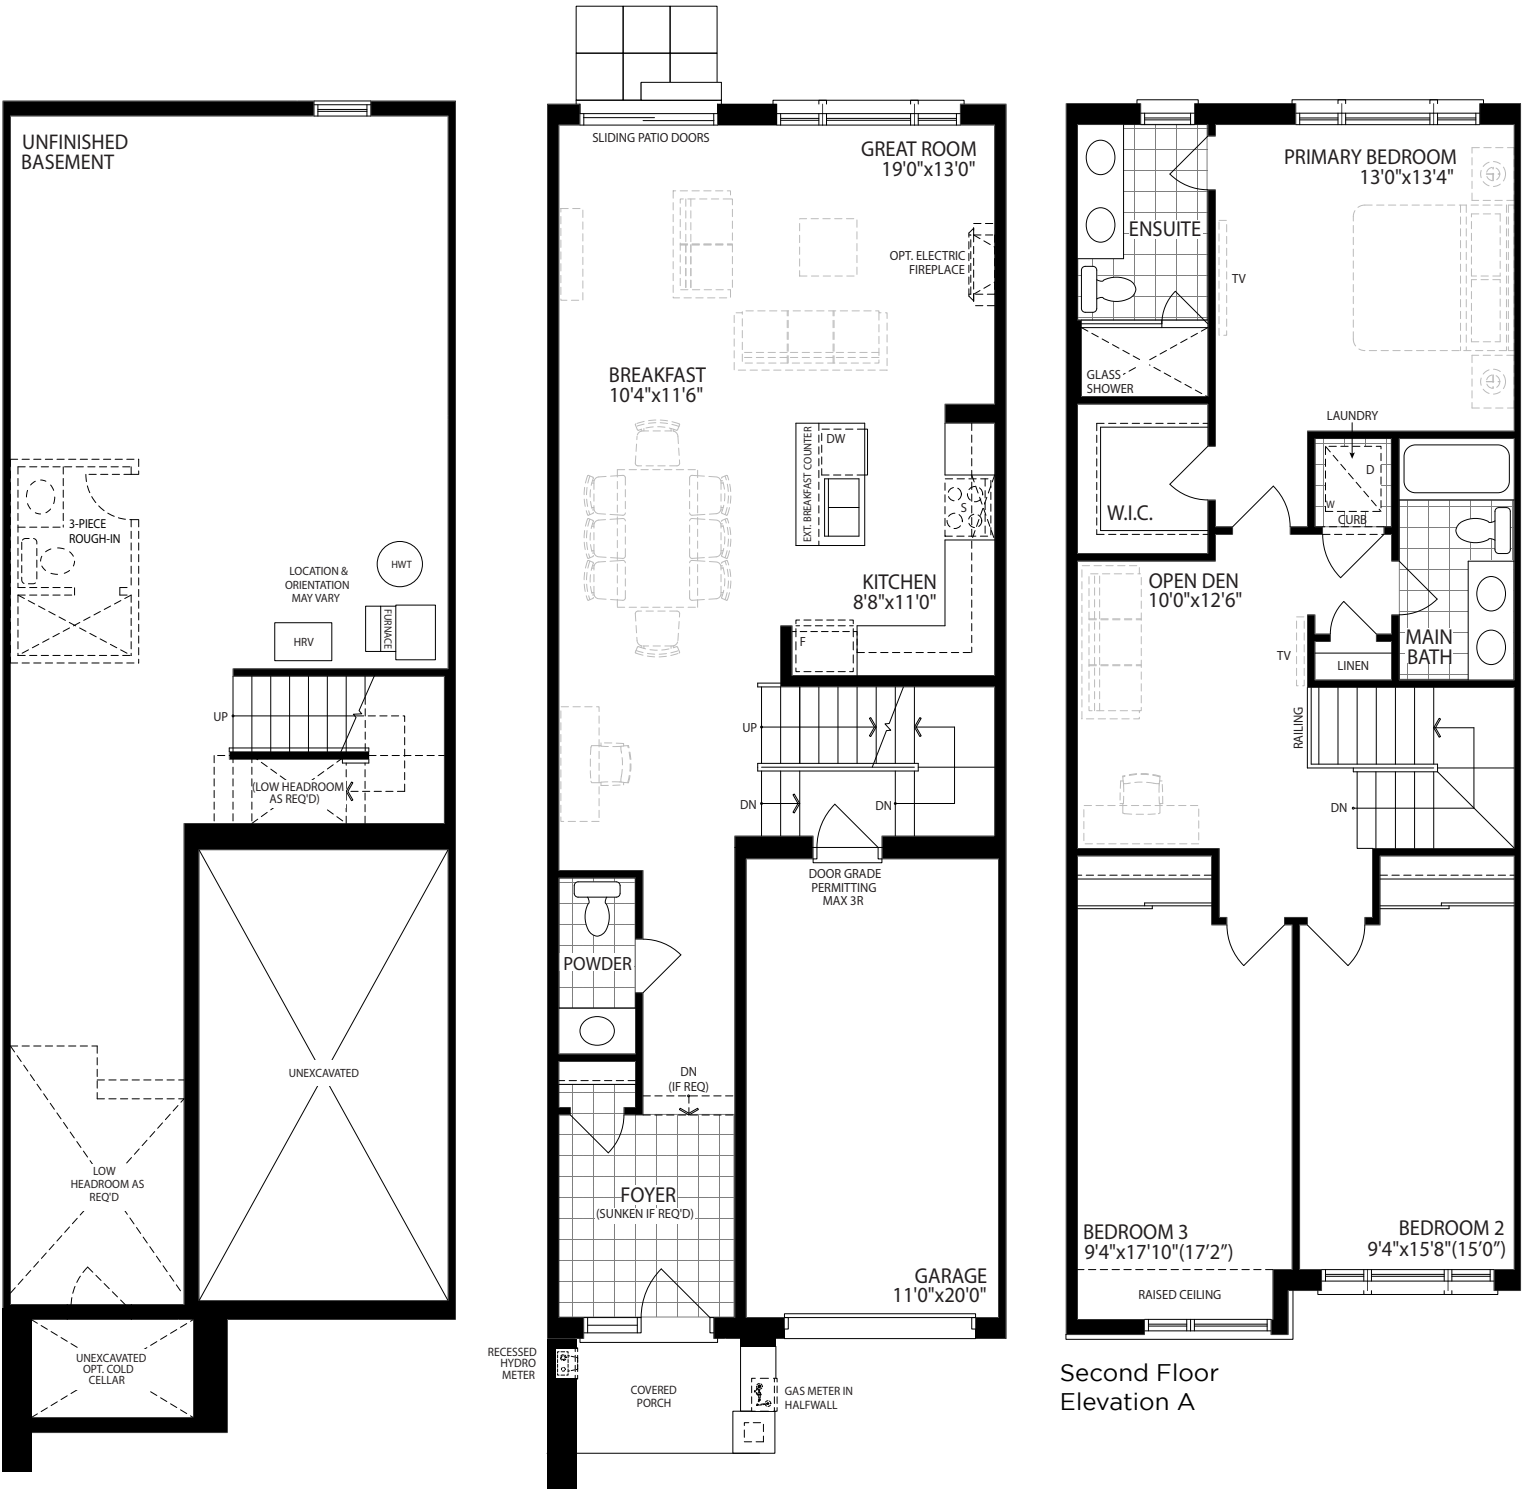 UNFINISHED
BASEMENT
3-PIECE
ROUGH-IN
LOCATION &
ORIENTATION
MAY VARY
HWT
HRV
FURNACE
UP
(LOW HEADROOM
AS REQ'D)
UNEXCAVATED
LOW
HEADROOM AS
REQ'D
UNEXCAVATED
OPT. COLD
CELLAR
SLIDING PATIO DOORS
GREAT ROOM
19'0"x13'0"
OPT. ELECTRIC
FIREPLACE
BREAKFAST
10'4"x11'6"
EXT. BREAKFAST COUNTER
DW
S
KITCHEN
8'8"x11'0"
F
UP
DN
DN
DOOR GRADE
PERMITTING
MAX 3R
POWDER
DN
(IF REQ)
FOYER
(SUNKEN IF REQ'D)
GARAGE
11'0"x20'0"
RECESSED
HYDRO
METER
COVERED
PORCH
GAS METER IN
HALFWALL
PRIMARY BEDROOM
13'0"x13'4"
ENSUITE
TV
GLASS
SHOWER
LAUNDRY
D
W
CURB
W.I.C.
OPEN DEN
10'0"x12'6"
MAIN
BATH
TV
LINEN
RAILING
DN
BEDROOM 3
9'4"x17'10"(17'2")
BEDROOM 2
9'4"x15'8"(15'0")
RAISED CEILING
Second Floor
Elevation A